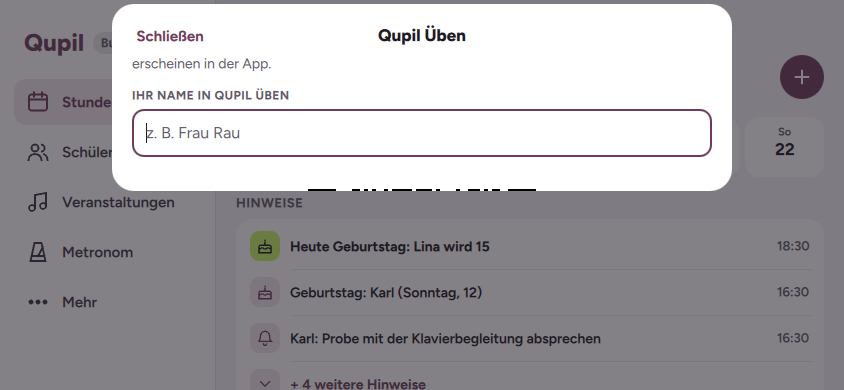 Schließen
Qupil Üben
erscheinen in der App.
IHR NAME IN QUPIL ÜBEN
z. B. Frau Rau
Qupil
Stunde
Schüler
Veranstaltungen
Metronom
Mehr
So
22
HINWEISE
Heute Geburtstag: Lina wird 15
18:30
Geburtstag: Karl (Sonntag, 12)
16:30
Karl: Probe mit der Klavierbegleitung absprechen
16:30
+ 4 weitere Hinweise